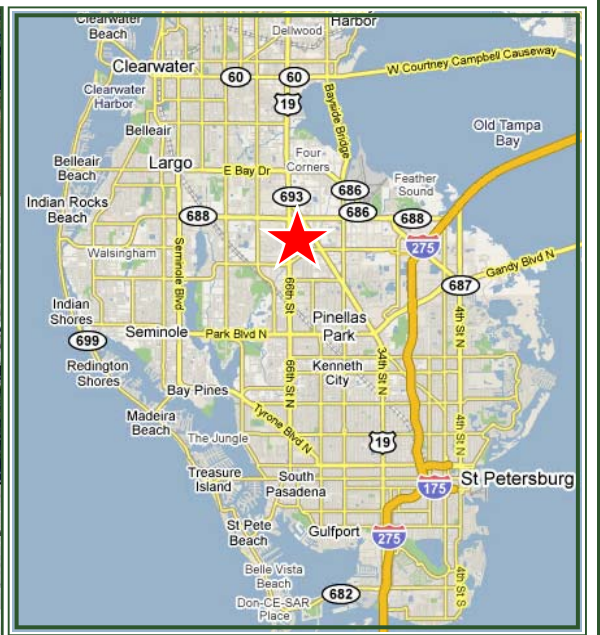 Clearwater
Beach
Harbor
Dellwood
Clearwater
60
60
W Courtney Campbell Causeway
19
Clearwater
Harbor
Bayside Bridge
Belleair
Old Tampa
Bay
Largo
Four
Corners
E Bay Dr
Belleair
Beach
Feather
Sound
693
686
Indian Rocks
Beach
688
686
688
275
Walsingham
Seminole Blvd
66th St
Gandy Blvd N
687
Indian
Shores
Pinellas
Park
4th St N
699
Seminole
Park Blvd N
34th St N
Redington
Shores
66th St N
Kenneth
City
Bay Pines
Madeira
Beach
Tyrone Blvd N
4th St N
The Jungle
19
Treasure
Island
South
Pasadena
175
St Petersburg
St Pete
Beach
Gulfport
275
Belle Vista
Beach
4th St S
682
Don-CE-SAR
Place